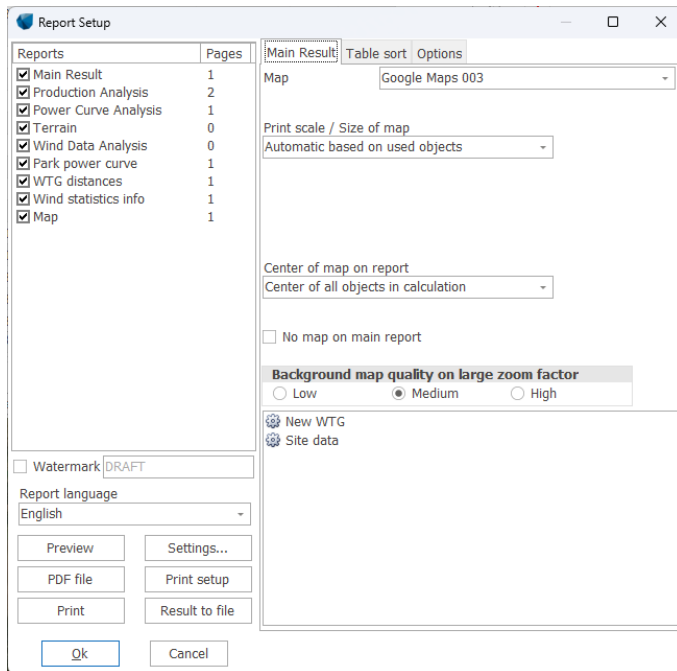 Report Setup
Reports Pages
Main Result 1
Production Analysis 2
Power Curve Analysis 1
Terrain 0
Wind Data Analysis 0
Park power curve 1
WTG distances 1
Wind statistics info 1
Map 1
Watermark DRAFT
Report language
English
Preview Settings...
PDF file Print setup
Print Result to file
Ok Cancel
Main Result Table sort Options
Map Google Maps 003
Print scale / Size of map
Automatic based on used objects
Center of map on report
Center of all objects in calculation
No map on main report
Background map quality on large zoom factor
Low Medium High
New WTG
Site data